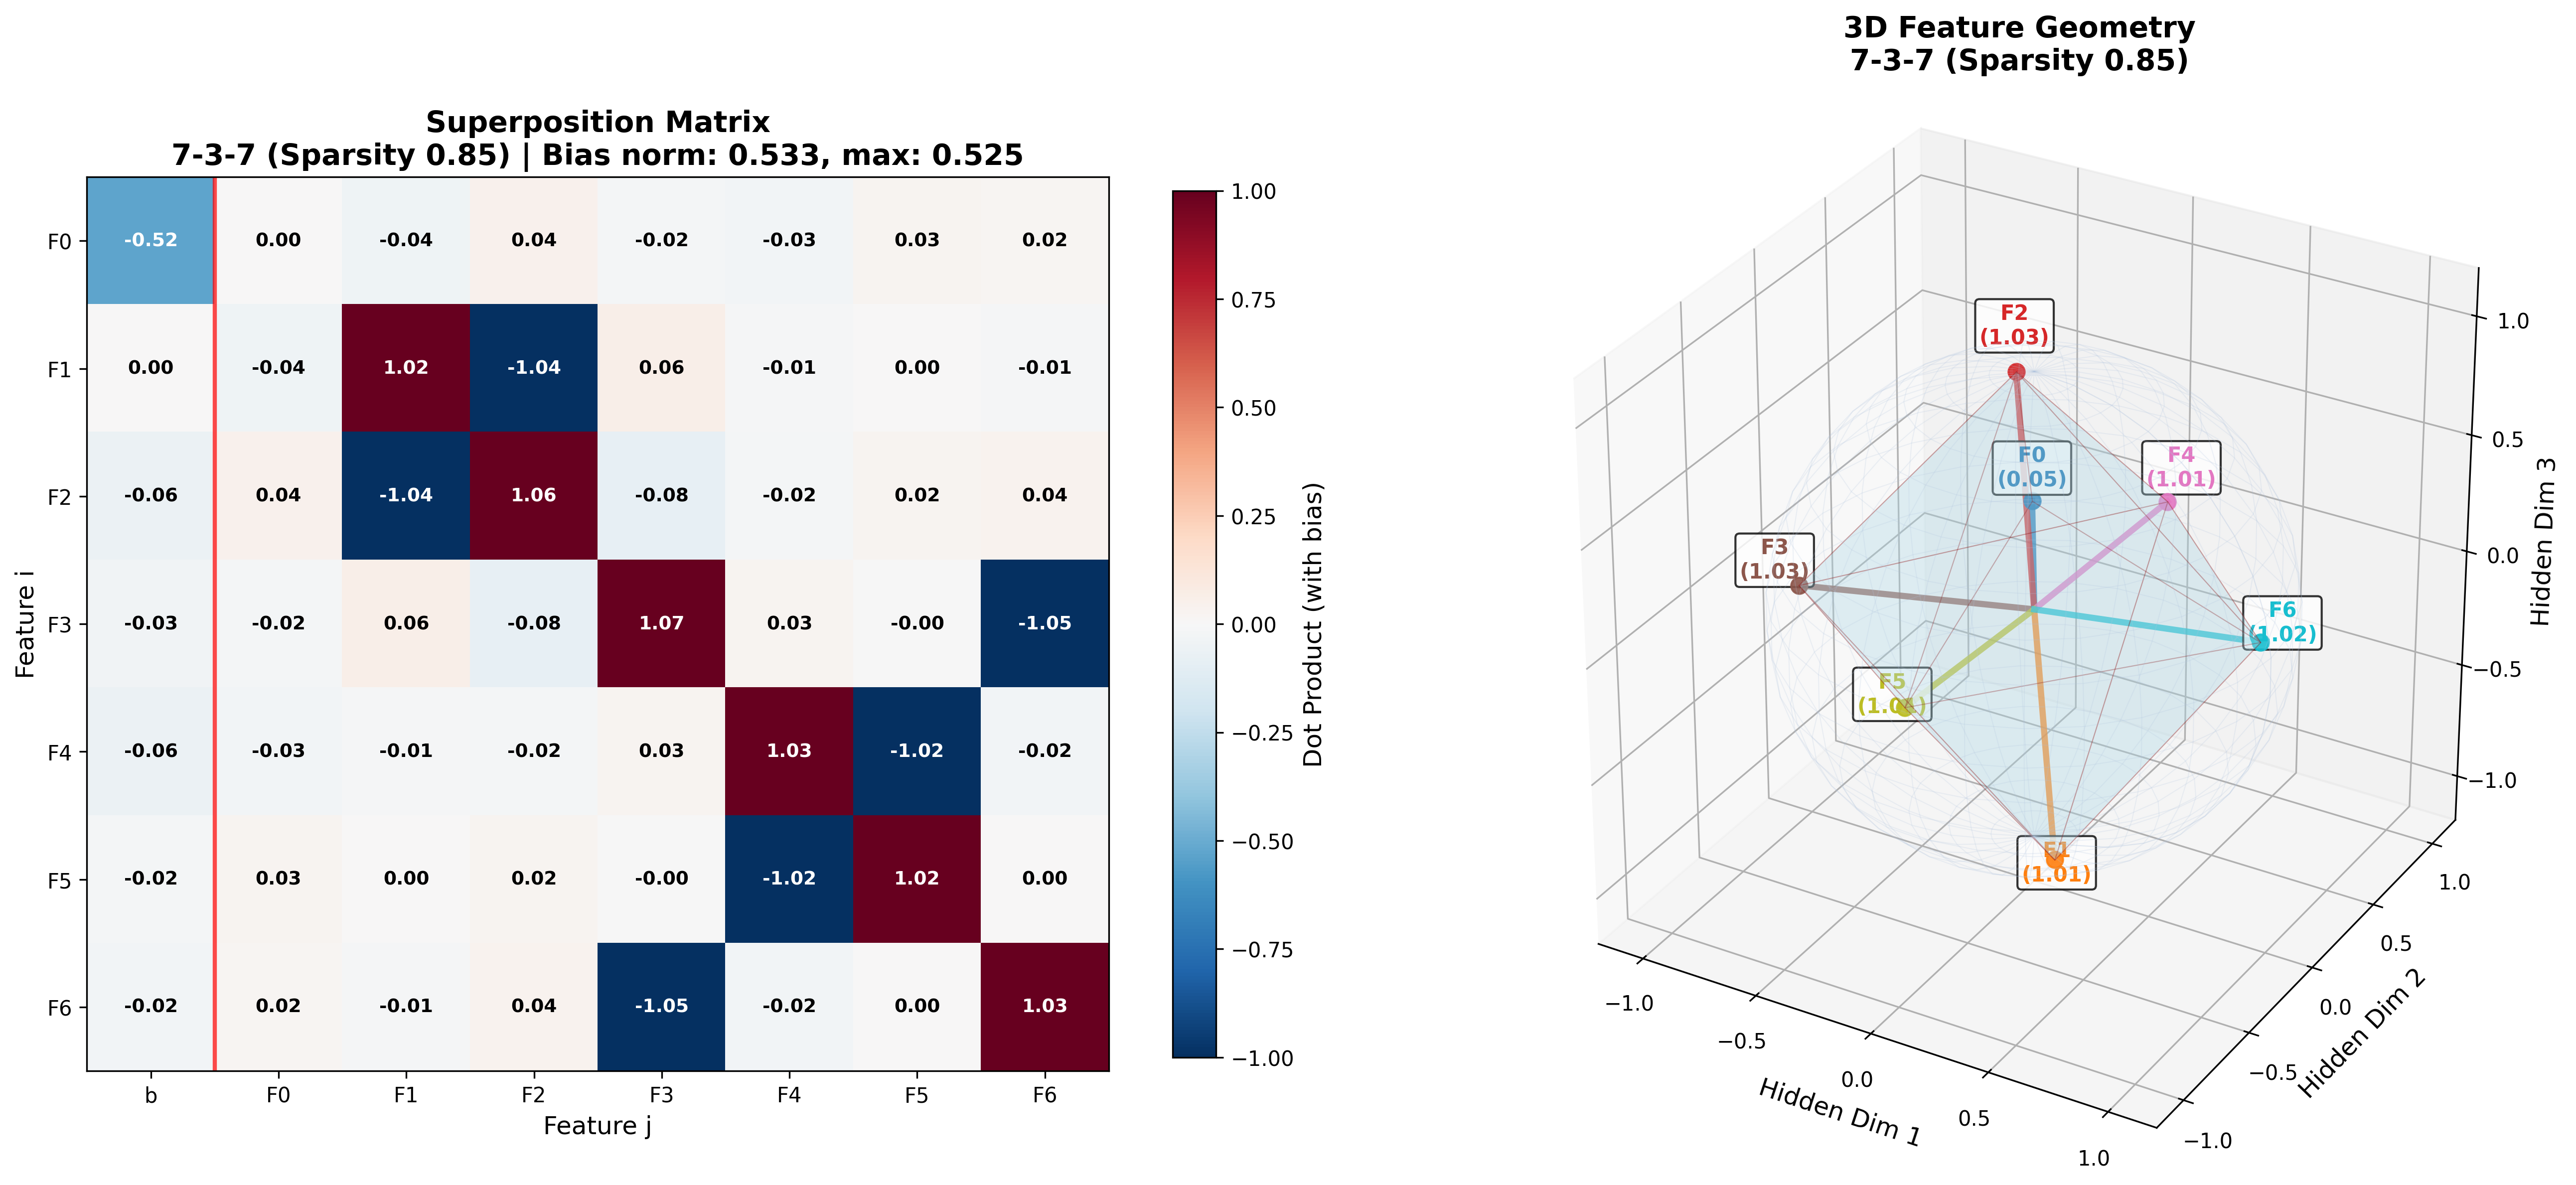 Superposition Matrix
7-3-7 (Sparsity 0.85) | Bias norm: 0.533, max: 0.525
Feature i
F0 -0.52 0.00 -0.04 0.04 -0.02 -0.03 0.03 0.02
F1 0.00 -0.04 1.02 -1.04 0.06 -0.01 0.00 -0.01
F2 -0.06 0.04 -1.04 1.06 -0.08 -0.02 0.02 0.04
F3 -0.03 -0.02 0.06 -0.08 1.07 0.03 -0.00 -1.05
F4 -0.06 -0.03 -0.01 -0.02 0.03 1.03 -1.02 -0.02
F5 -0.02 0.03 0.00 0.02 -0.00 -1.02 1.02 0.00
F6 -0.02 0.02 -0.01 0.04 -1.05 -0.02 0.00 1.03
b F0 F1 F2 F3 F4 F5 F6
Feature j
1.00
0.75
0.50
0.25
0.00
−0.25
−0.50
−0.75
−1.00
Dot Product (with bias)
3D Feature Geometry
7-3-7 (Sparsity 0.85)
F2
(1.03)
F0
(0.05)
F4
(1.01)
F3
(1.03)
F6
(1.02)
F5
F1
(1.01)
1.0
0.5
0.0
−0.5
−1.0
Hidden Dim 3
−1.0
−0.5
0.0
0.5
1.0
Hidden Dim 1
1.0
0.5
0.0
−0.5
−1.0
Hidden Dim 2